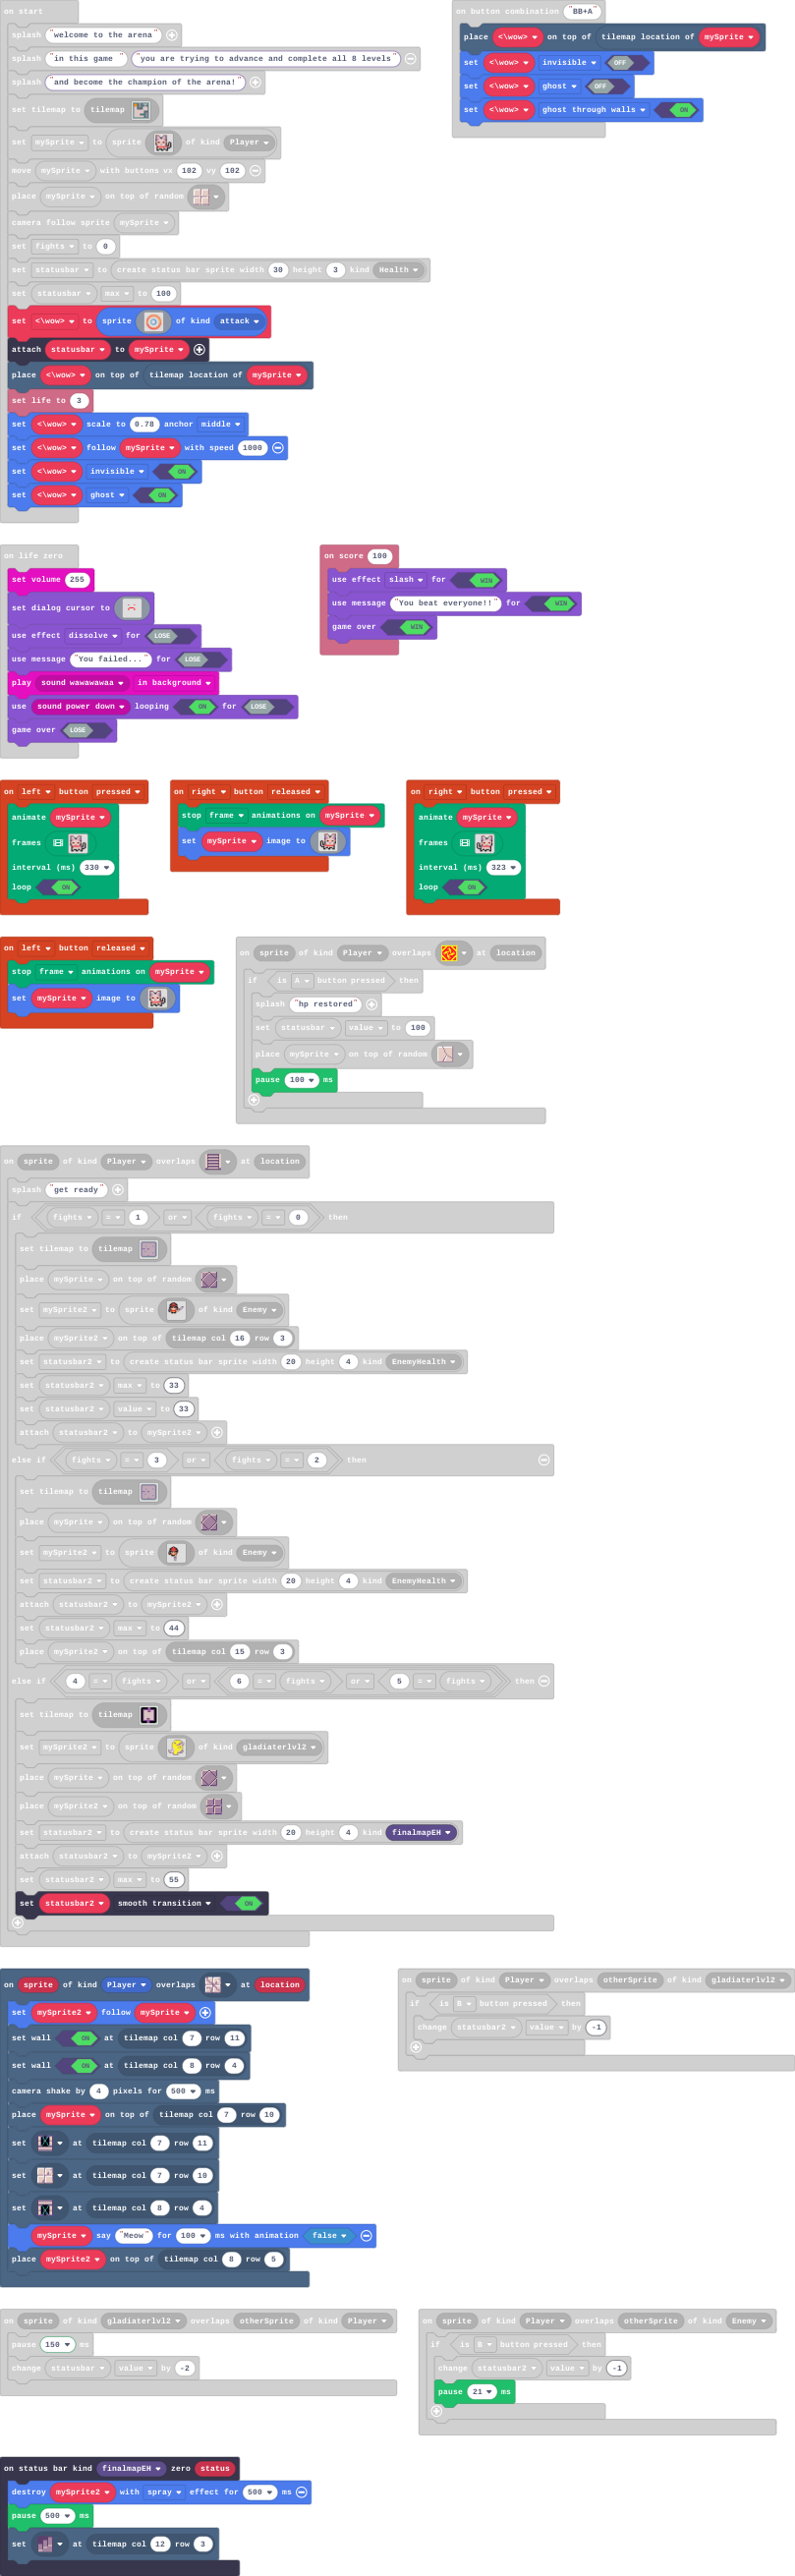 on start
splash "welcome to the arena"
splash "in this game " "you are trying to advance and complete all 8 levels "
splash "and become the champion of the arena!"
set tilemap to tilemap
set mySprite to sprite of kind Player
move mySprite with buttons vx 102 vy 102
place mySprite on top of random
camera follow sprite mySprite
set fights to 0
set statusbar to create status bar sprite width 30 height 3 kind Health
set statusbar max to 100
set <\wow> to sprite of kind attack
attach statusbar to mySprite
place <\wow> on top of tilemap location of mySprite
set life to 3
set <\wow> scale to 0.78 anchor middle
set <\wow> follow mySprite with speed 1000
set <\wow> invisible ON
set <\wow> ghost ON
on button combination "BB+A"
place <\wow> on top of tilemap location of mySprite
set <\wow> invisible OFF
set <\wow> ghost OFF
set <\wow> ghost through walls ON
on life zero
set volume 255
set dialog cursor to
use effect dissolve for LOSE
use message "You failed..." for LOSE
play sound wawawawaa in background
use sound power down looping ON for LOSE
game over LOSE
on score 100
use effect slash for WIN
use message "You beat everyone!!" for WIN
game over WIN
on left button pressed
animate mySprite
frames
interval (ms) 330
loop ON
on right button released
stop frame animations on mySprite
set mySprite image to
on right button pressed
animate mySprite
frames
interval (ms) 323
loop ON
on left button released
stop frame animations on mySprite
set mySprite image to
on sprite of kind Player overlaps at location
if is A button pressed then
splash "hp restored"
set statusbar value to 100
place mySprite on top of random
pause 100 ms
on sprite of kind Player overlaps at location
splash "get ready"
if fights = 1 or fights = 0 then
set tilemap to tilemap
place mySprite on top of random
set mySprite2 to sprite of kind Enemy
place mySprite2 on top of tilemap col 16 row 3
set statusbar2 to create status bar sprite width 20 height 4 kind EnemyHealth
set statusbar2 max to 33
set statusbar2 value to 33
attach statusbar2 to mySprite2
else if fights = 3 or fights = 2 then
set tilemap to tilemap
place mySprite on top of random
set mySprite2 to sprite of kind Enemy
set statusbar2 to create status bar sprite width 20 height 4 kind EnemyHealth
attach statusbar2 to mySprite2
set statusbar2 max to 44
place mySprite2 on top of tilemap col 15 row 3
else if 4 = fights or 6 = fights or 5 = fights then
set tilemap to tilemap
set mySprite2 to sprite of kind gladiaterlvl2
place mySprite on top of random
place mySprite2 on top of random
set statusbar2 to create status bar sprite width 20 height 4 kind finalmapEH
attach statusbar2 to mySprite2
set statusbar2 max to 55
set statusbar2 smooth transition ON
on sprite of kind Player overlaps at location
set mySprite2 follow mySprite
set wall ON at tilemap col 7 row 11
set wall ON at tilemap col 8 row 4
camera shake by 4 pixels for 500 ms
place mySprite on top of tilemap col 7 row 10
set at tilemap col 7 row 11
set at tilemap col 7 row 10
set at tilemap col 8 row 4
mySprite say "Meow" for 100 ms with animation false
place mySprite2 on top of tilemap col 8 row 5
on sprite of kind Player overlaps otherSprite of kind gladiaterlvl2
if is B button pressed then
change statusbar2 value by -1
on sprite of kind gladiaterlvl2 overlaps otherSprite of kind Player
pause 150 ms
change statusbar value by -2
on sprite of kind Player overlaps otherSprite of kind Enemy
if is B button pressed then
change statusbar2 value by -1
pause 21 ms
on status bar kind finalmapEH zero status
destroy mySprite2 with spray effect for 500 ms
pause 500 ms
set at tilemap col 12 row 3